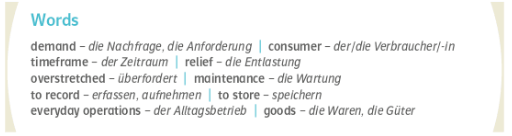 Words
demand – die Nachfrage, die Anforderung | consumer – der/die Verbraucher/-in
timeframe – der Zeitraum | relief – die Entlastung
overstretched – überfordert | maintenance – die Wartung
to record – erfassen, aufnehmen | to store – speichern
everyday operations – der Alltagsbetrieb | goods – die Waren, die Güter